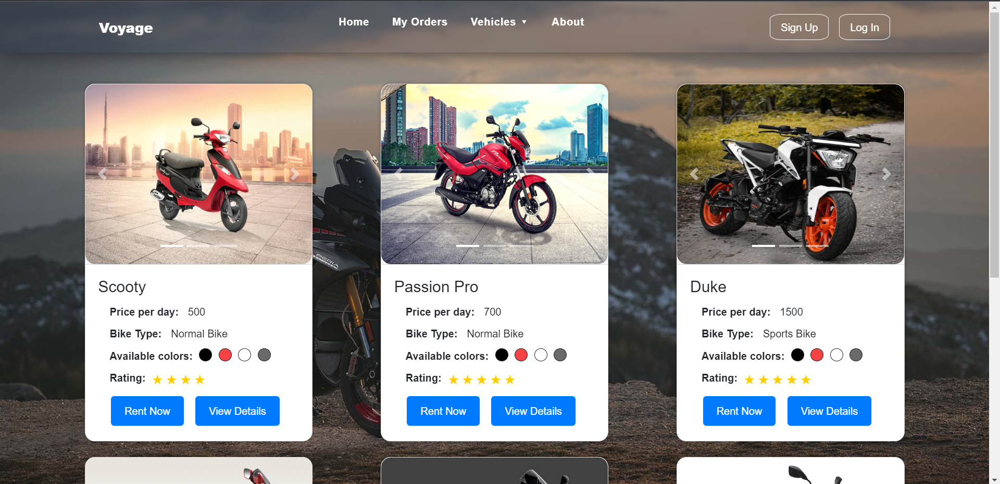 Voyage
Home My Orders Vehicles ▼ About
Sign Up Log In
Scooty
Price per day: 500
Bike Type: Normal Bike
Available colors:
Rating: ★ ★ ★ ★
Rent Now View Details
Passion Pro
Price per day: 700
Bike Type: Normal Bike
Available colors:
Rating: ★ ★ ★ ★ ★
Rent Now View Details
Duke
Price per day: 1500
Bike Type: Sports Bike
Available colors:
Rating: ★ ★ ★ ★ ★
Rent Now View Details